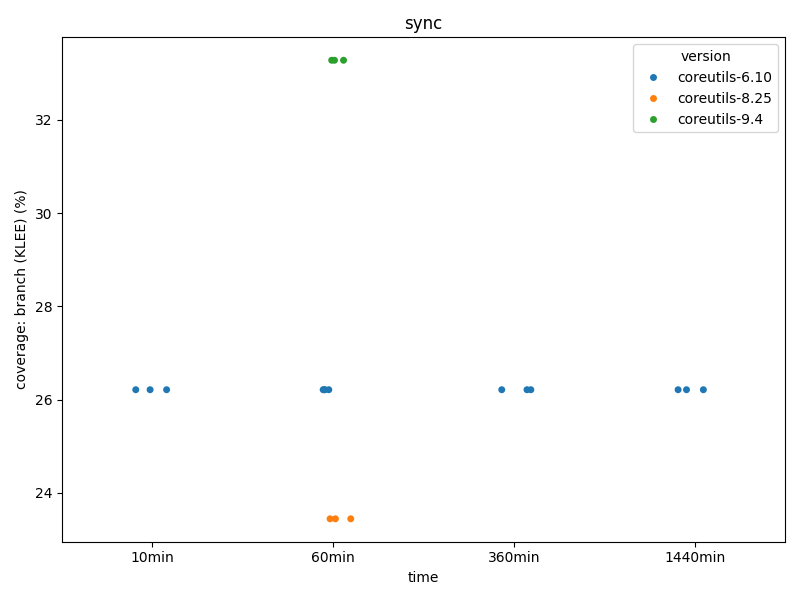 sync
version
coreutils-6.10
coreutils-8.25
coreutils-9.4
coverage: branch (KLEE) (%)
32
30
28
26
24
10min
60min
360min
1440min
time